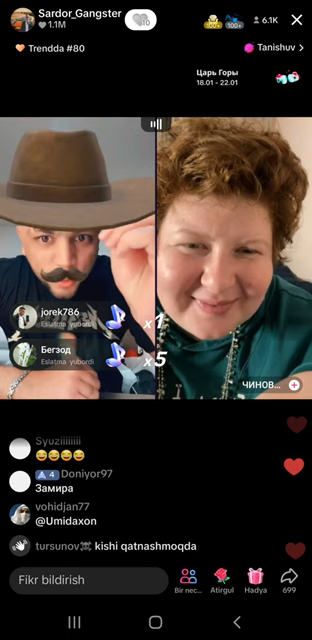 Sardor_Gangster
1.1M
10
100+
100+
6.1K
Trendda #80
Tanishuv >
Царь Горы
18.01 - 22.01
jorek786
Eslatma yubordi
x1
Бегзод
Eslatma yubordi
x5
ЧИНОВ...
Syuziiiiiiii
😂😂😂😂
4 Doniyor97
Замира
vohidjan77
@Umidaxon
tursunov☠️ kishi qatnashmoqda
Fikr bildirish
Bir nec...
Atirgul
Hadya
699